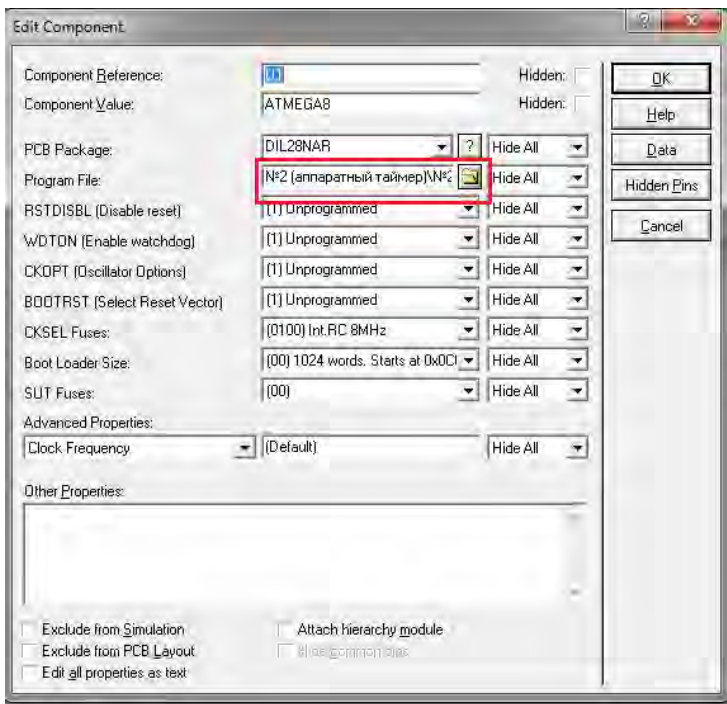 Edit Component
Component Reference: U1 Hidden:
Component Value: ATMEGA8 Hidden:
PCB Package: DIL28NAR ? Hide All
Program File: №2 (аппаратный таймер)\№2 Hide All
RSTDISBL (Disable reset) (1) Unprogrammed Hide All
WDTON (Enable watchdog) (1) Unprogrammed Hide All
CKOPT (Oscillator Options) (1) Unprogrammed Hide All
BOOTRST (Select Reset Vector) (1) Unprogrammed Hide All
CKSEL Fuses: (0100) Int.RC 8MHz Hide All
Boot Loader Size: (00) 1024 words. Starts at 0x0C Hide All
SUT Fuses: (00) Hide All
Advanced Properties:
Clock Frequency (Default) Hide All
Other Properties:
Exclude from Simulation Attach hierarchy module
Exclude from PCB Layout Hide common pins
Edit all properties as text
OK
Help
Data
Hidden Pins
Cancel